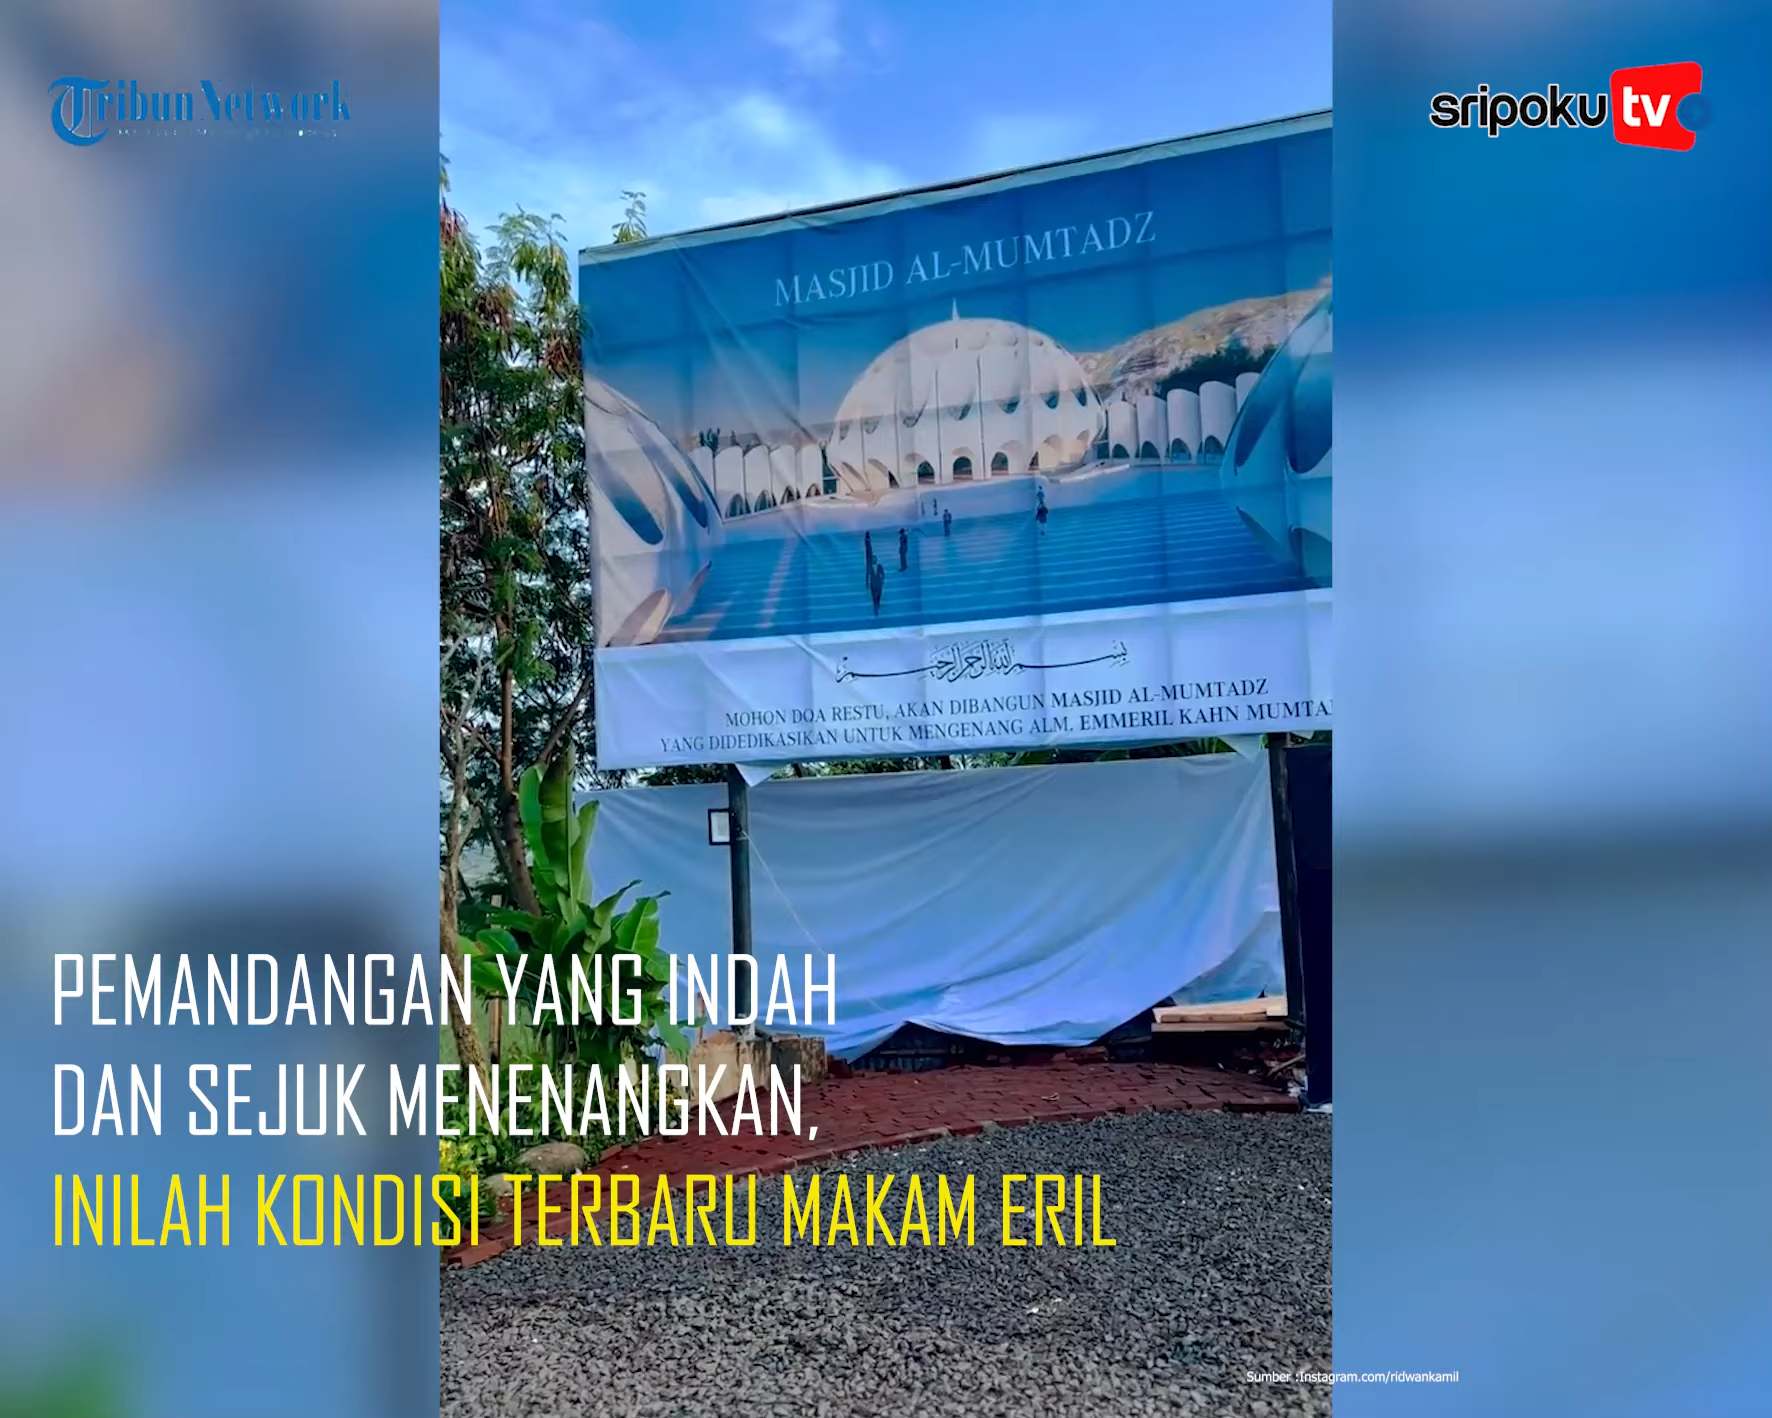 Tribun Network
sripoku tv
MASJID AL-MUMTADZ
بسم الله الرحمن الرحيم
MOHON DOA RESTU, AKAN DIBANGUN MASJID AL-MUMTADZ
YANG DIDEDIKASIKAN UNTUK MENGENANG ALM. EMMERIL KAHN
PEMANDANGAN YANG INDAH
DAN SEJUK MENENANGKAN,
INILAH KONDISI TERBARU MAKAM ERIL
Sumber :Instagram.com/ridwankamil